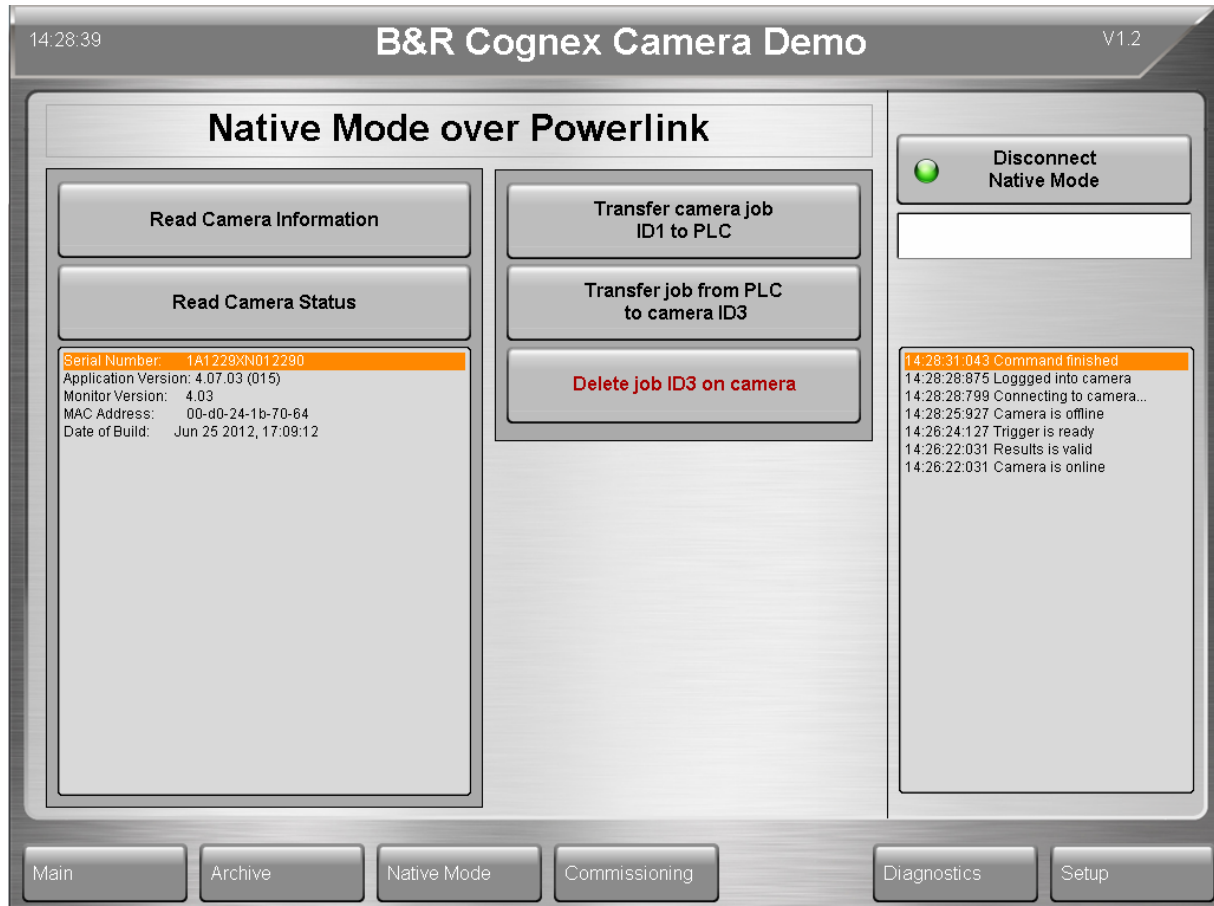 14:28:39
B&R Cognex Camera Demo
V1.2
Native Mode over Powerlink
Read Camera Information
Read Camera Status
Serial Number: 1A1229XN012290
Application Version: 4.07.03 (015)
Monitor Version: 4.03
MAC Address: 00-d0-24-1b-70-64
Date of Build: Jun 25 2012, 17:09:12
Transfer camera job
ID1 to PLC
Transfer job from PLC
to camera ID3
Delete job ID3 on camera
Disconnect
Native Mode
14:28:31:043 Command finished
14:28:28:875 Loggged into camera
14:28:28:799 Connecting to camera...
14:28:25:927 Camera is offline
14:26:24:127 Trigger is ready
14:26:22:031 Results is valid
14:26:22:031 Camera is online
Main
Archive
Native Mode
Commissioning
Diagnostics
Setup